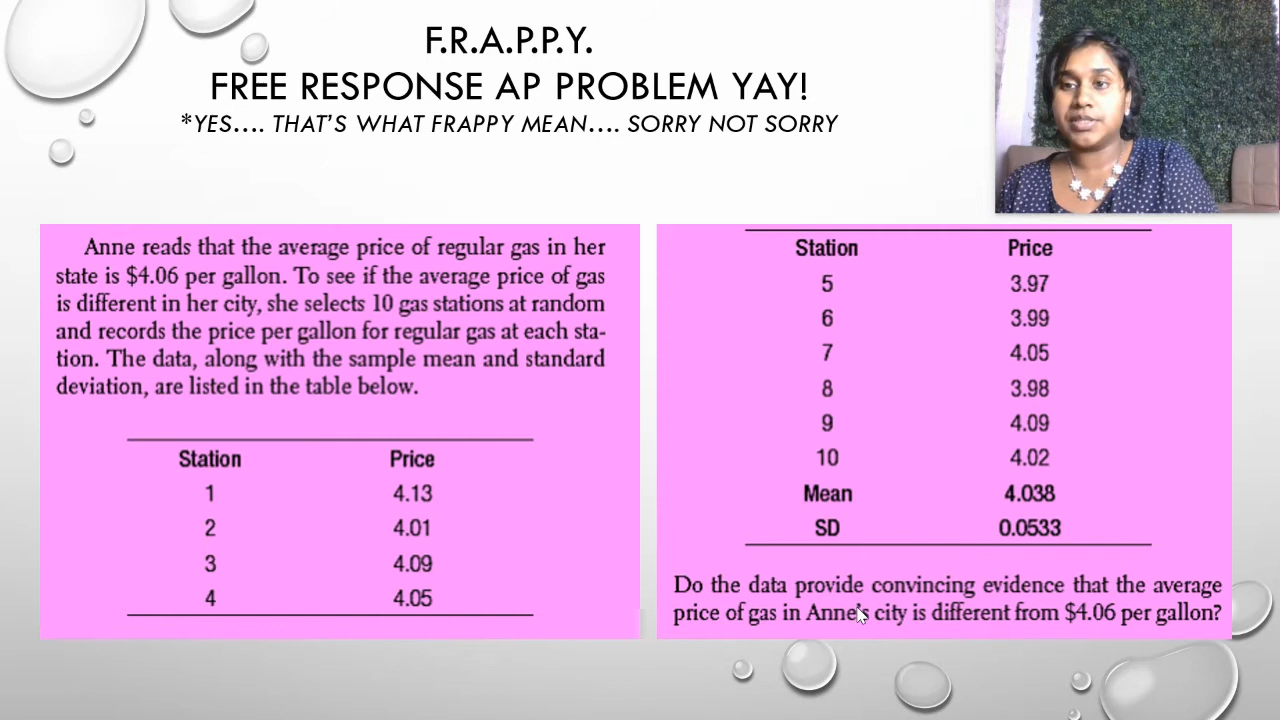 F.R.A.P.P.Y.
FREE RESPONSE AP PROBLEM YAY!
*YES…. THAT'S WHAT FRAPPY MEAN…. SORRY NOT SORRY
Anne reads that the average price of regular gas in her
state is $4.06 per gallon. To see if the average price of gas
is different in her city, she selects 10 gas stations at random
and records the price per gallon for regular gas at each sta-
tion. The data, along with the sample mean and standard
deviation, are listed in the table below.
Station Price
1 4.13
2 4.01
3 4.09
4 4.05
Station Price
5 3.97
6 3.99
7 4.05
8 3.98
9 4.09
10 4.02
Mean 4.038
SD 0.0533
Do the data provide convincing evidence that the average
price of gas in Anne's city is different from $4.06 per gallon?